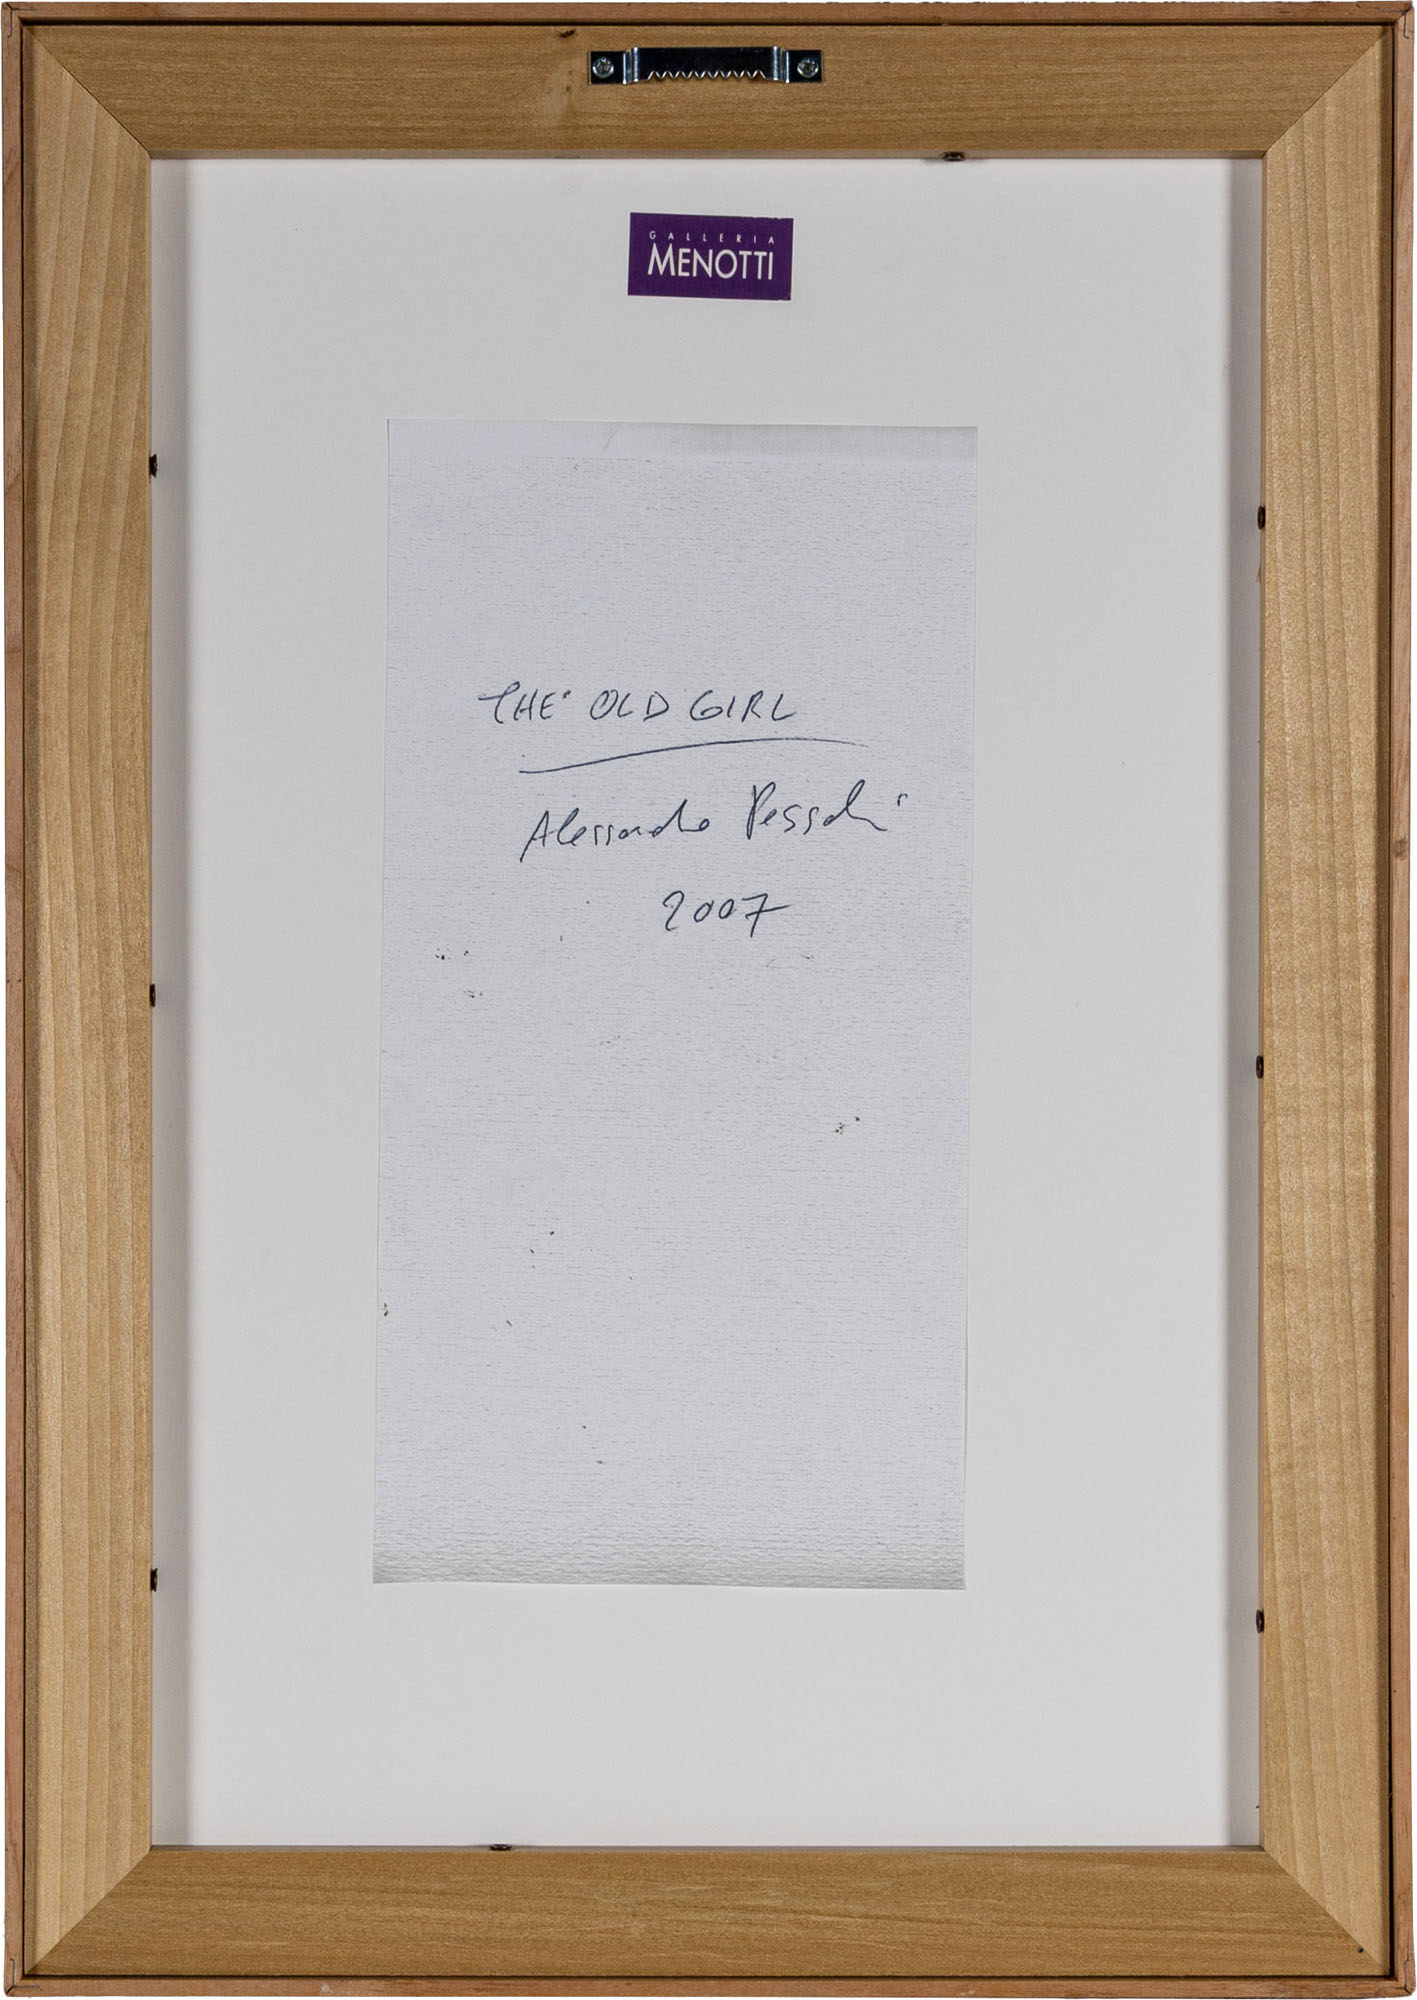 GALLERIA
MENOTTI
THE OLD GIRL
Alessandro Pessoli
2007